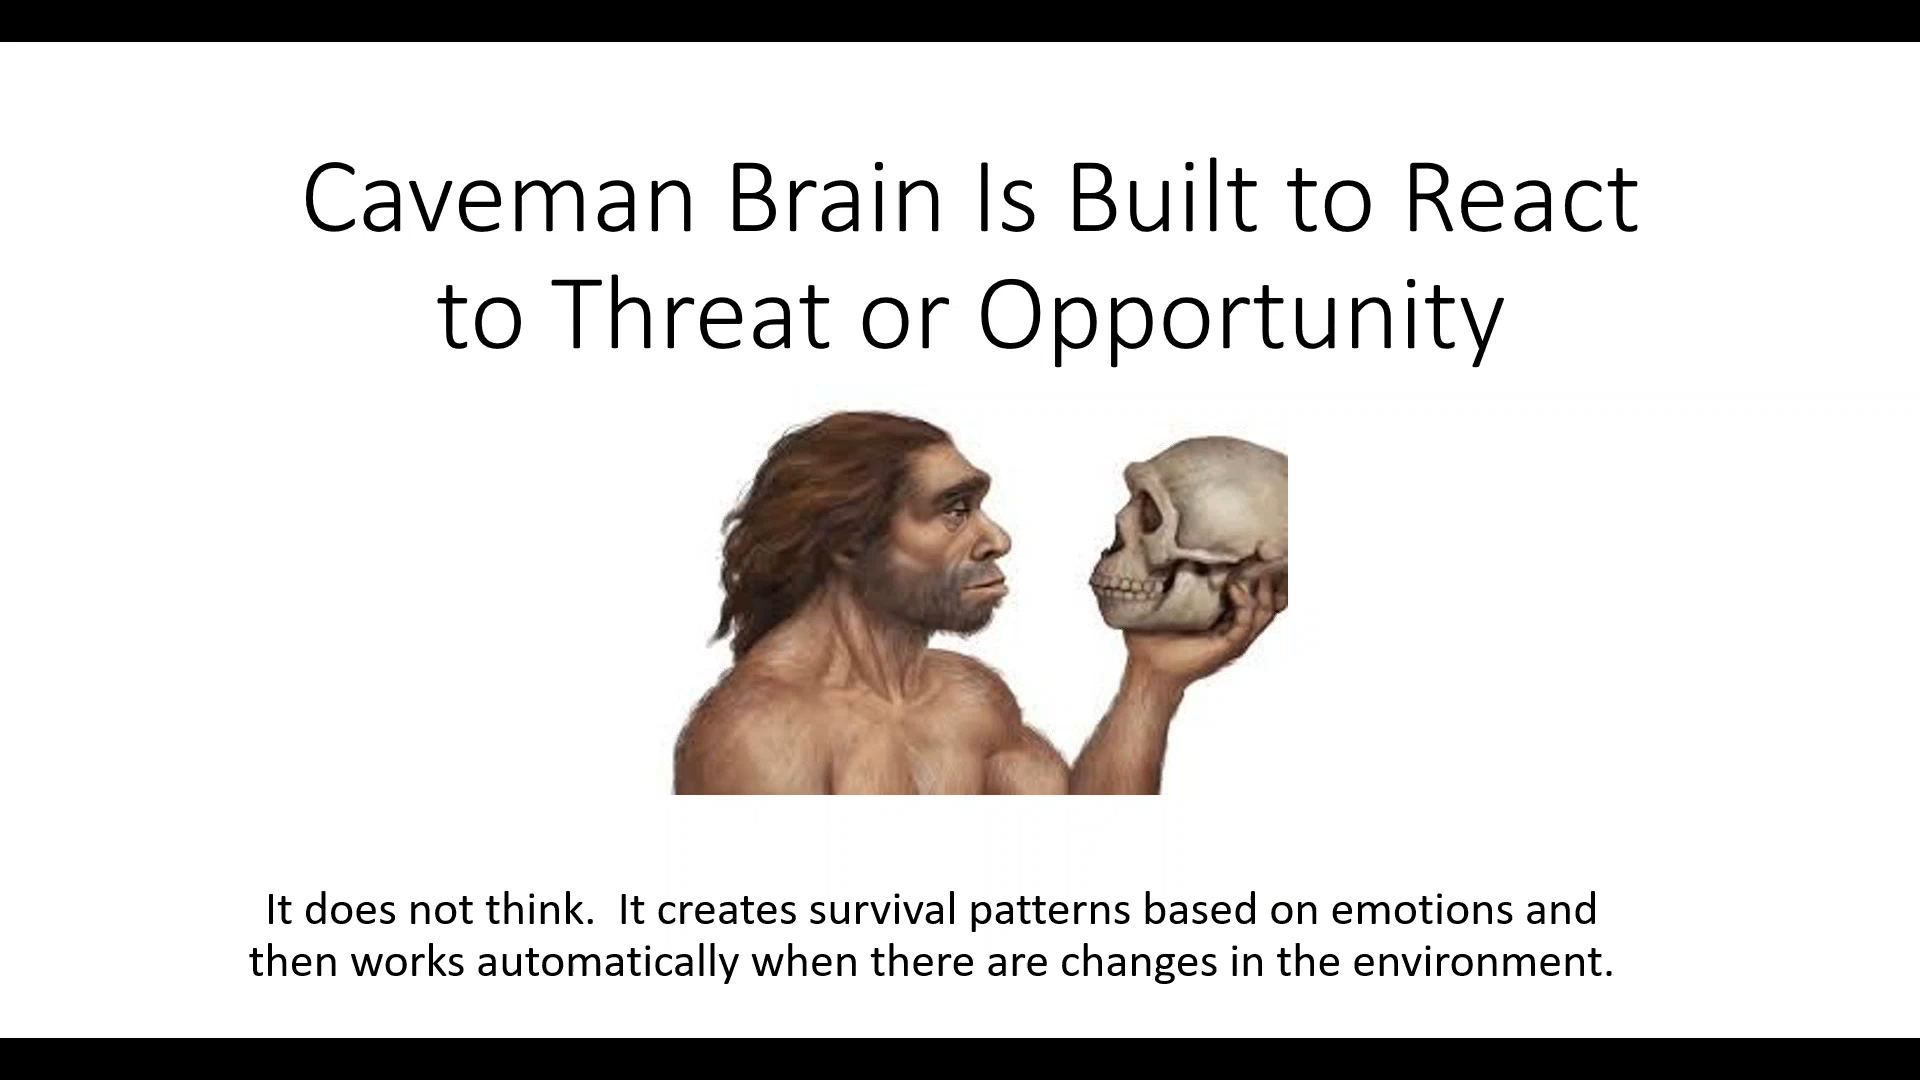 Caveman Brain Is Built to React
to Threat or Opportunity
It does not think.  It creates survival patterns based on emotions and
then works automatically when there are changes in the environment.